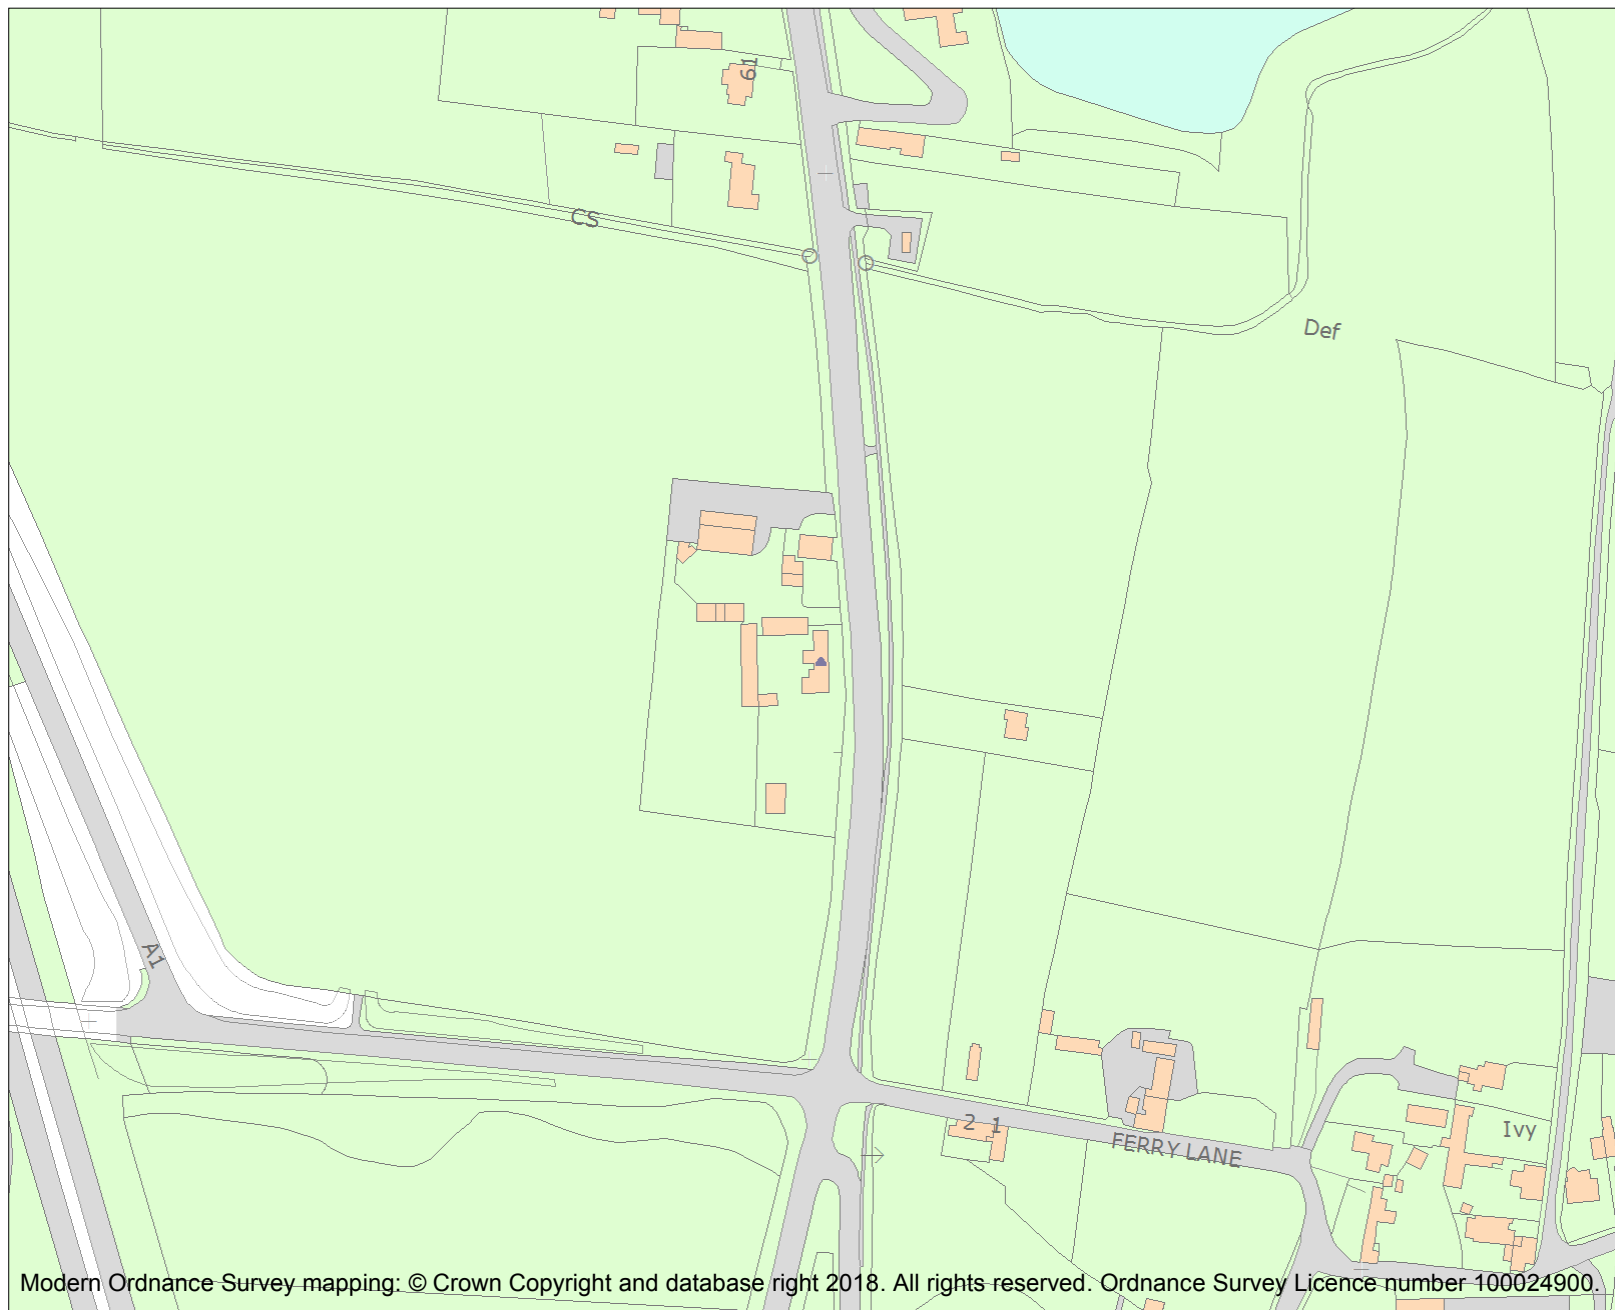 61
CS
Def
A1
2 1
FERRY LANE
Ivy
Modern Ordnance Survey mapping: © Crown Copyright and database right 2018. All rights reserved. Ordnance Survey Licence number 100024900.